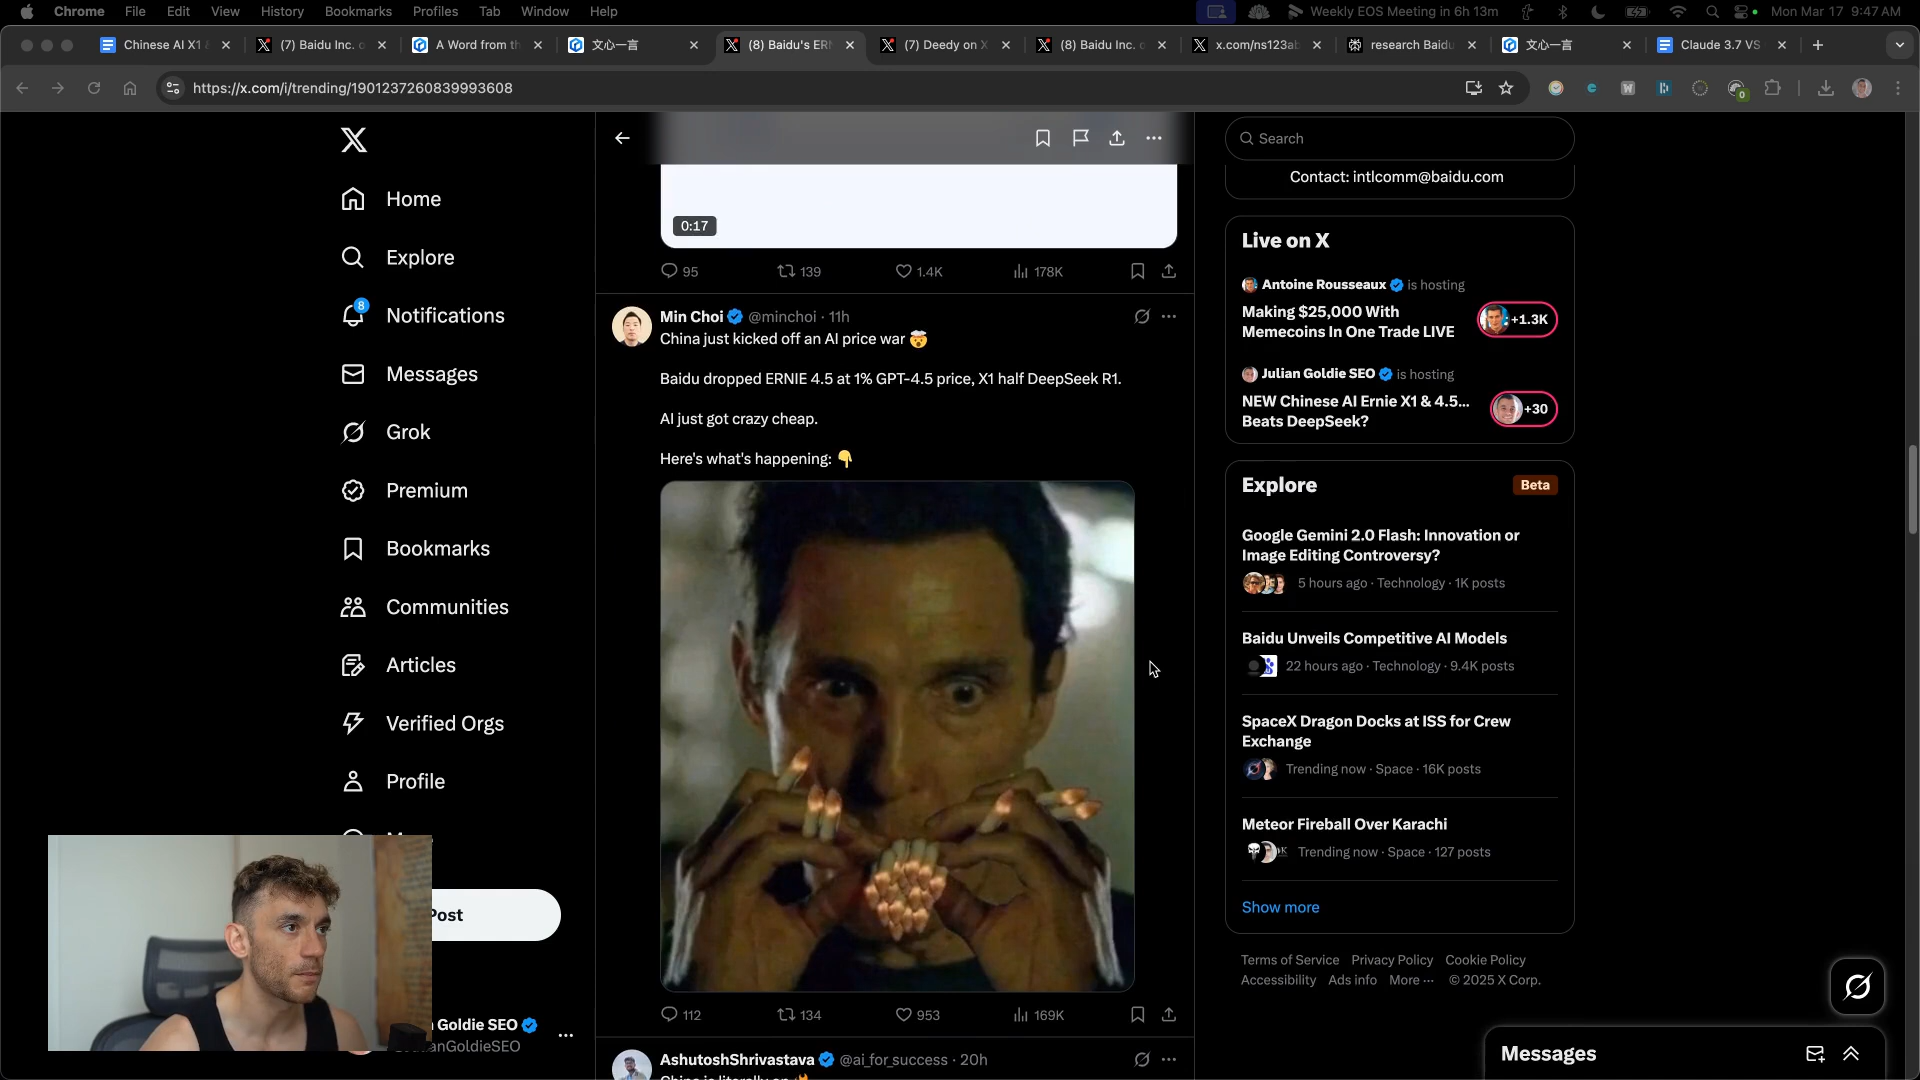 Chrome File Edit View History Bookmarks Profiles Tab Window Help
Weekly EOS Meeting in 6h 13m
Mon Mar 17 9:47 AM
Chinese AI X1 &
(7) Baidu Inc. o
A Word from th
文心一言
(8) Baidu's ERN
(7) Deedy on X
(8) Baidu Inc. o
x.com/ns123ab
research Baidu
文心一言
Claude 3.7 VS
https://x.com/i/trending/1901237260839993608
0
Home
Explore
8
Notifications
Messages
Grok
Premium
Bookmarks
Communities
Articles
Verified Orgs
Profile
Post
Goldie SEO
anGoldieSEO
0:17
95 139 1.4K 178K
Min Choi @minchoi · 11h
China just kicked off an AI price war 🤯
Baidu dropped ERNIE 4.5 at 1% GPT-4.5 price, X1 half DeepSeek R1.
AI just got crazy cheap.
Here's what's happening: 👇
112 134 953 169K
AshutoshShrivastava @ai_for_success · 20h
Search
Contact: intlcomm@baidu.com
Live on X
Antoine Rousseaux is hosting
Making $25,000 With
Memecoins In One Trade LIVE
+1.3K
Julian Goldie SEO is hosting
NEW Chinese AI Ernie X1 & 4.5...
Beats DeepSeek?
+30
Explore
Beta
Google Gemini 2.0 Flash: Innovation or
Image Editing Controversy?
5 hours ago · Technology · 1K posts
Baidu Unveils Competitive AI Models
22 hours ago · Technology · 9.4K posts
SpaceX Dragon Docks at ISS for Crew
Exchange
Trending now · Space · 16K posts
Meteor Fireball Over Karachi
Trending now · Space · 127 posts
Show more
Terms of Service Privacy Policy Cookie Policy
Accessibility Ads info More ··· © 2025 X Corp.
Messages